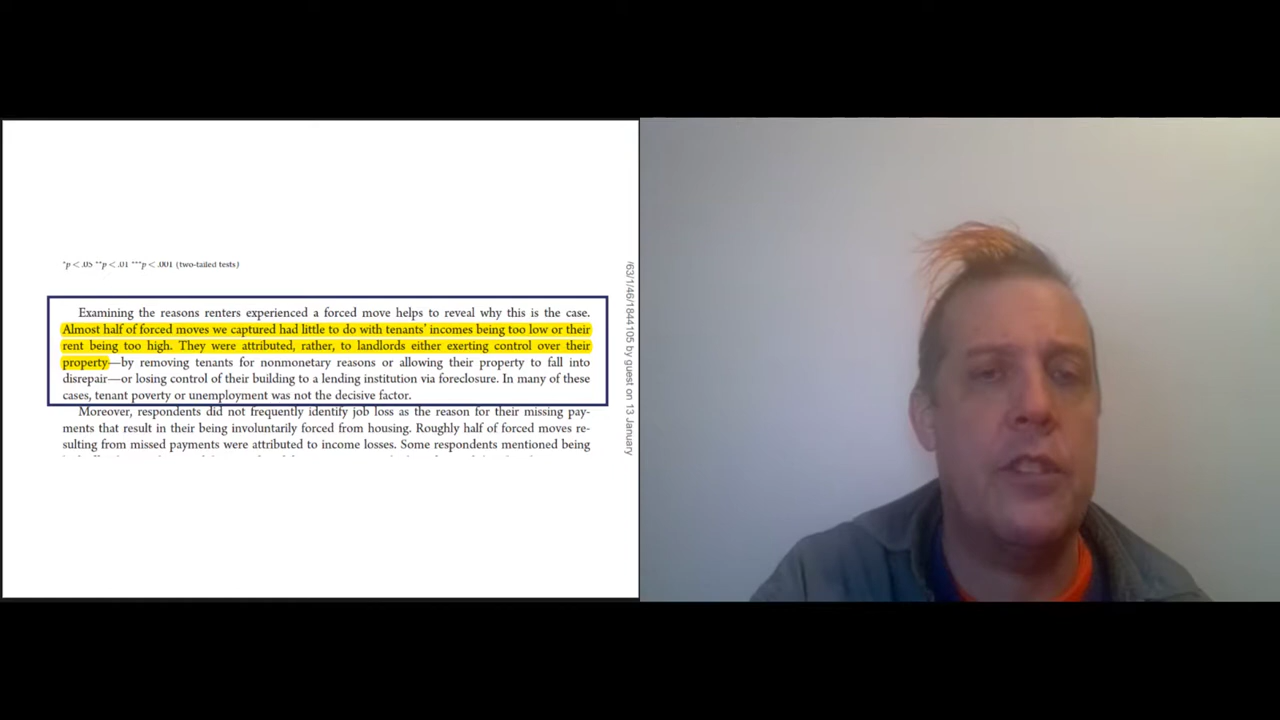 *p < .05 **p < .01 ***p < .001 (two-tailed tests)
Examining the reasons renters experienced a forced move helps to reveal why this is the case.
Almost half of forced moves we captured had little to do with tenants' incomes being too low or their
rent being too high. They were attributed, rather, to landlords either exerting control over their
property—by removing tenants for nonmonetary reasons or allowing their property to fall into
disrepair—or losing control of their building to a lending institution via foreclosure. In many of these
cases, tenant poverty or unemployment was not the decisive factor.
Moreover, respondents did not frequently identify job loss as the reason for their missing pay-
ments that result in their being involuntarily forced from housing. Roughly half of forced moves re-
sulting from missed payments were attributed to income losses. Some respondents mentioned being
/63/1/46/1844105 by guest on 13 January